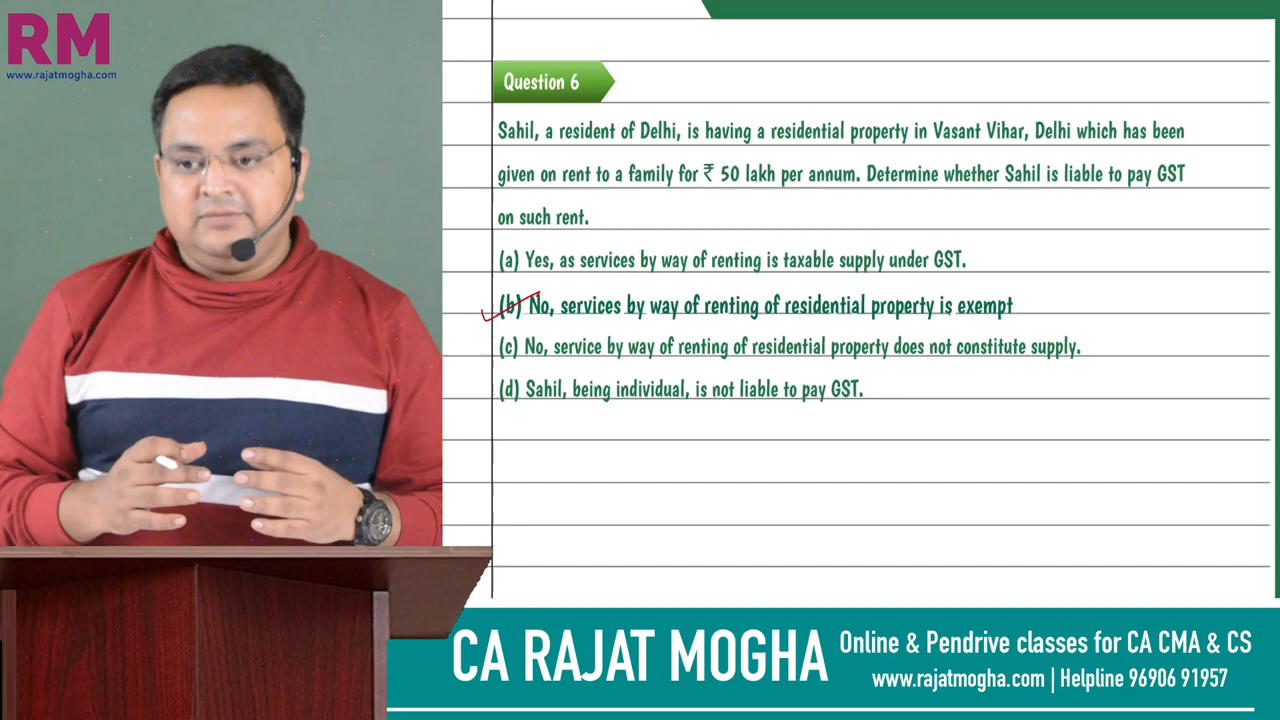 RM
www.rajatmogha.com
Question 6
Sahil, a resident of Delhi, is having a residential property in Vasant Vihar, Delhi which has been
given on rent to a family for ₹ 50 lakh per annum. Determine whether Sahil is liable to pay GST
on such rent.
(a) Yes, as services by way of renting is taxable supply under GST.
(b) No, services by way of renting of residential property is exempt
(c) No, service by way of renting of residential property does not constitute supply.
(d) Sahil, being individual, is not liable to pay GST.
CA RAJAT MOGHA
Online & Pendrive classes for CA CMA & CS
www.rajatmogha.com | Helpline 96906 91957